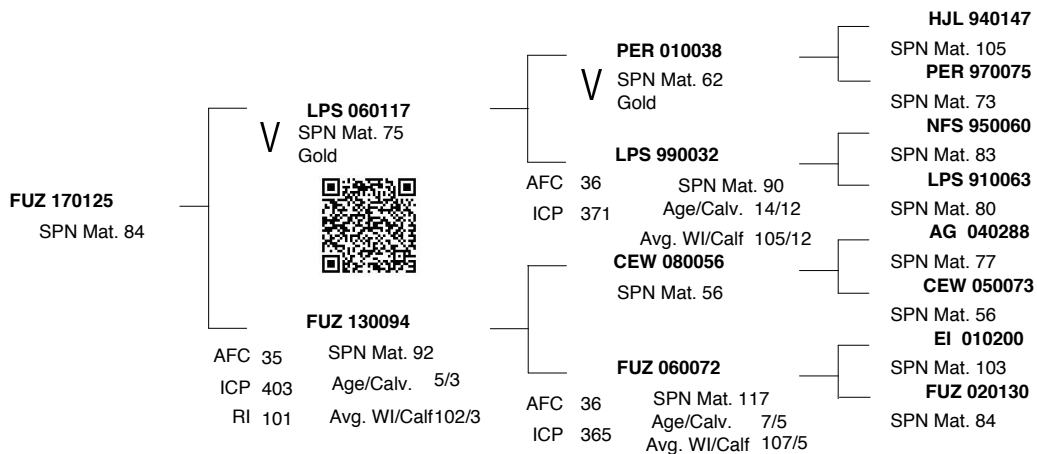 FUZ 170125
SPN Mat. 84
V
LPS 060117
SPN Mat. 75
Gold
FUZ 130094
AFC 35 SPN Mat. 92
ICP 403 Age/Calv. 5/3
RI 101 Avg. WI/Calf 102/3
V
PER 010038
SPN Mat. 62
Gold
LPS 990032
AFC 36 SPN Mat. 90
ICP 371 Age/Calv. 14/12
Avg. WI/Calf 105/12
CEW 080056
SPN Mat. 56
FUZ 060072
AFC 36 SPN Mat. 117
ICP 365 Age/Calv. 7/5
Avg. WI/Calf 107/5
HJL 940147
SPN Mat. 105
PER 970075
SPN Mat. 73
NFS 950060
SPN Mat. 83
LPS 910063
SPN Mat. 80
AG 040288
SPN Mat. 77
CEW 050073
SPN Mat. 56
EI 010200
SPN Mat. 103
FUZ 020130
SPN Mat. 84